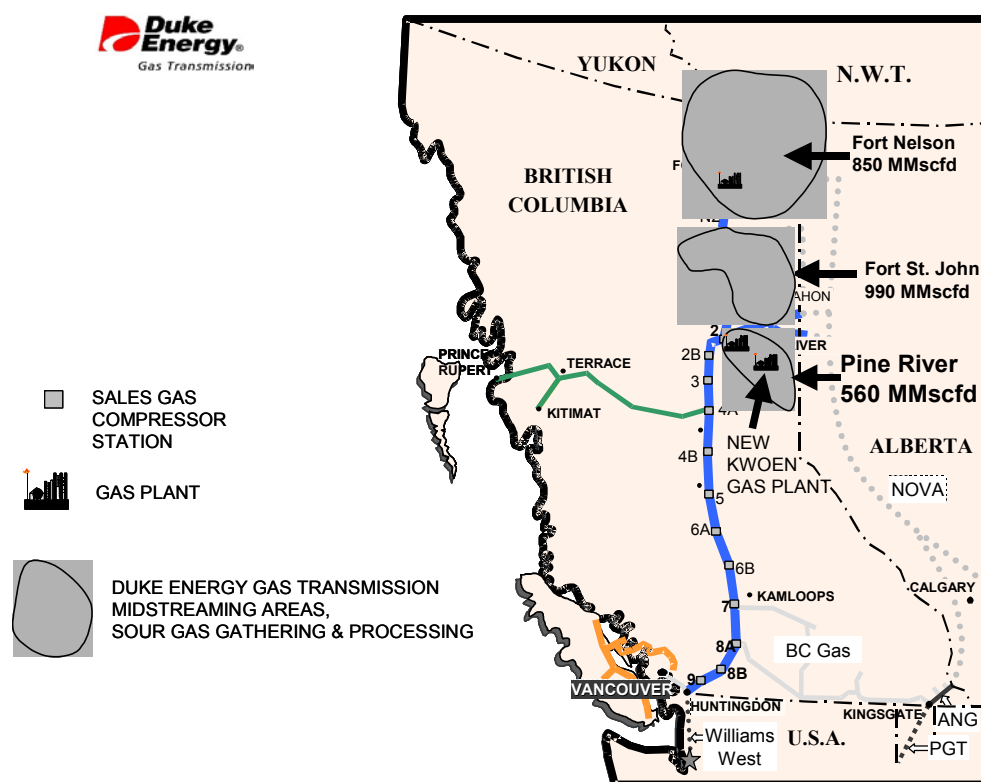 Duke
Energy®
Gas Transmission
YUKON
N.W.T.
Fort Nelson
850 MMscfd
BRITISH
COLUMBIA
Fort St. John
990 MMscfd
2
2B
3
4A
4B
5
6A
6B
7
8A
8B
9
PRINCE
RUPERT
TERRACE
KITIMAT
Pine River
560 MMscfd
NEW
KWOEN
GAS PLANT
ALBERTA
NOVA
CALGARY
KAMLOOPS
BC Gas
VANCOUVER
HUNTINGDON
KINGSGATE
ANG
U.S.A.
Williams
West
PGT
SALES GAS
COMPRESSOR
STATION
GAS PLANT
DUKE ENERGY GAS TRANSMISSION
MIDSTREAMING AREAS,
SOUR GAS GATHERING & PROCESSING